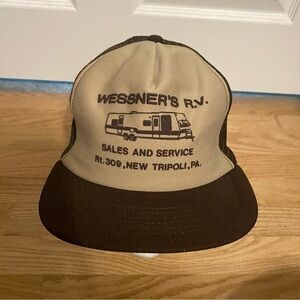 WESSNER'S R.V.
SALES AND SERVICE
Rt. 309, NEW TRIPOLI, PA.